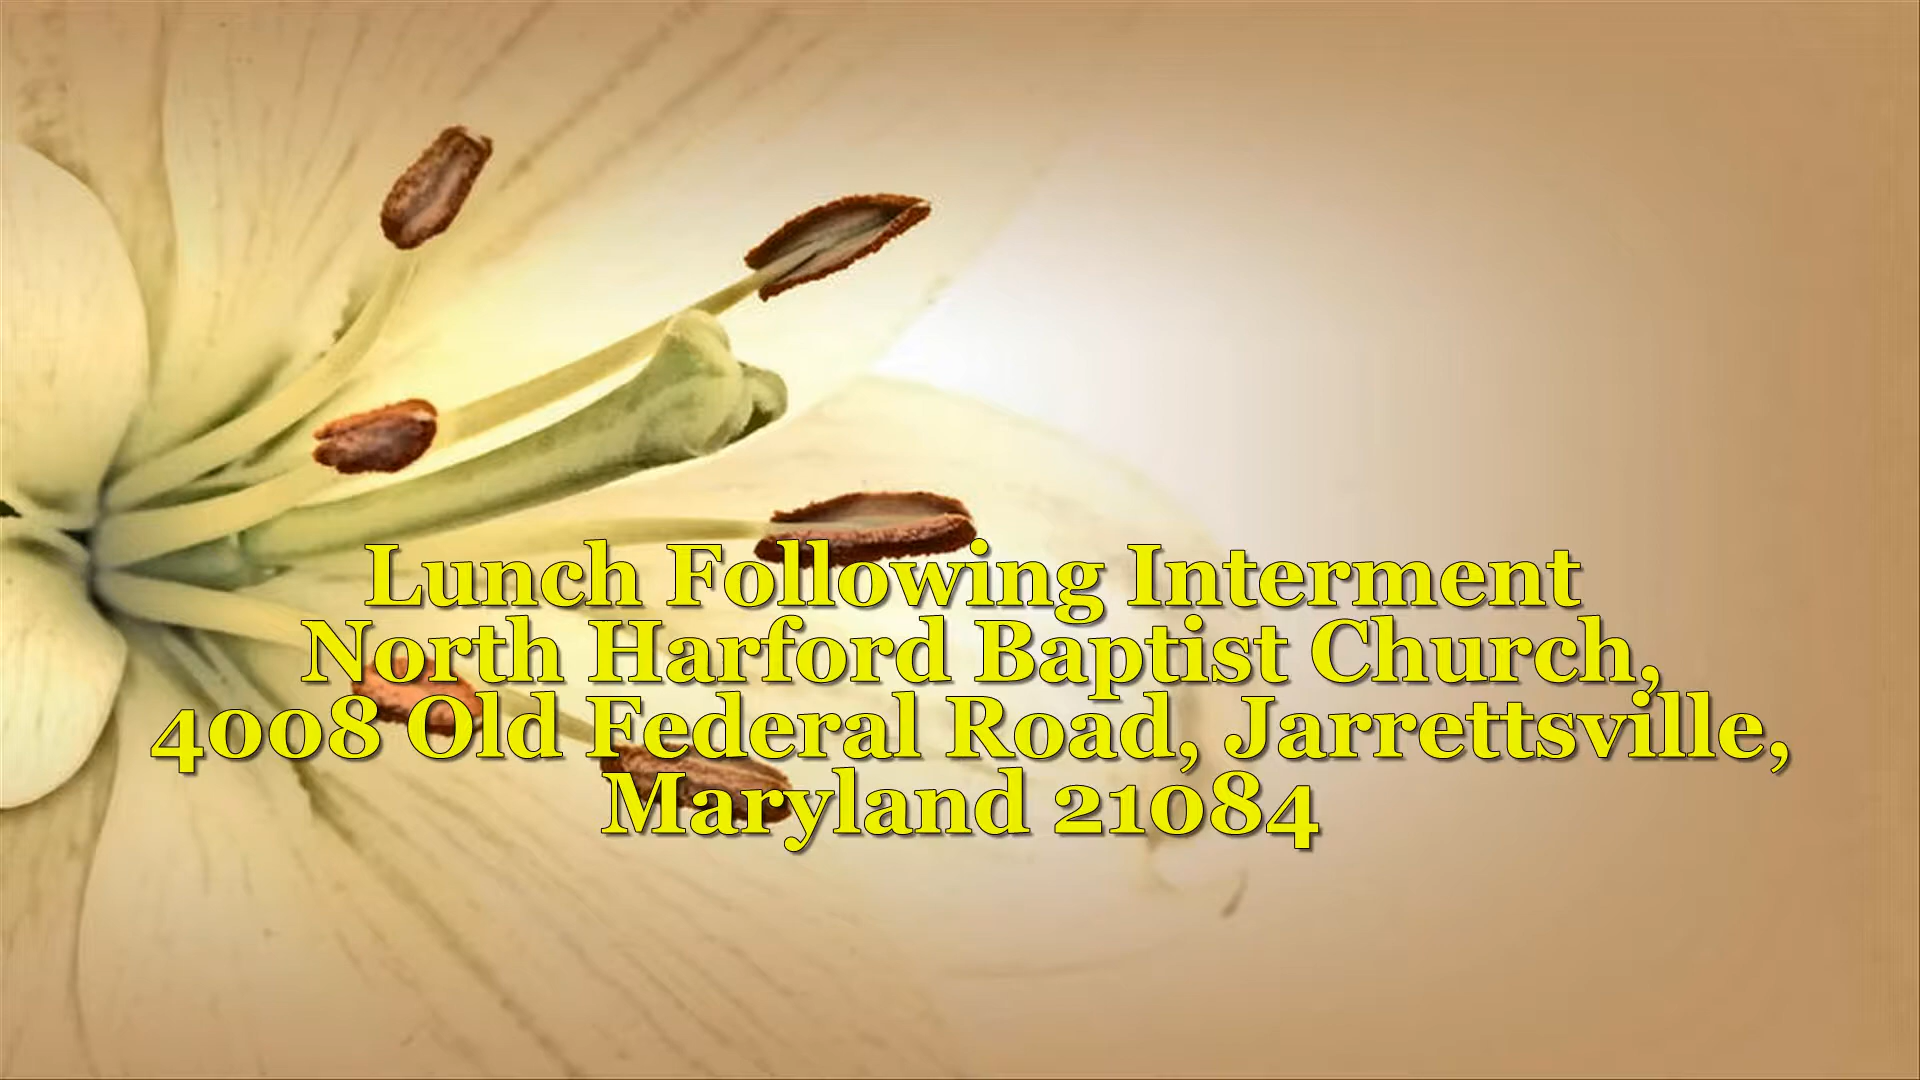 Lunch Following Interment
North Harford Baptist Church,
4008 Old Federal Road, Jarrettsville,
Maryland 21084